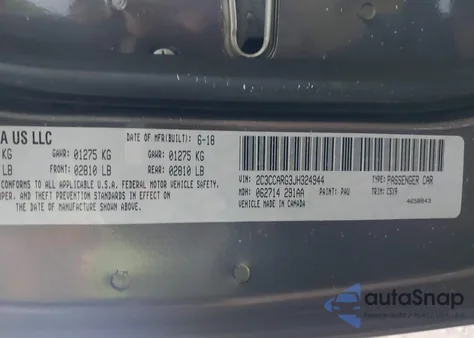 A US LLC
DATE OF MFR(BUILT): 6-18
KG GAWR: 01275 KG GAWR: 01275 KG
LB FRONT: 02810 LB REAR: 02810 LB
TO ALL APPLICABLE U.S.A. FEDERAL MOTOR VEHICLE SAFETY,
PER, AND THEFT PREVENTION STANDARDS IN EFFECT ON
THE DATE OF MANUFACTURE SHOWN ABOVE.
VIN: 2C3CCARG3JH324944 TYPE: PASSENGER CAR
MDH: 062714 291AA PAINT: PAU TRIM: C5X9
VEHICLE MADE IN CANADA
autoSnap